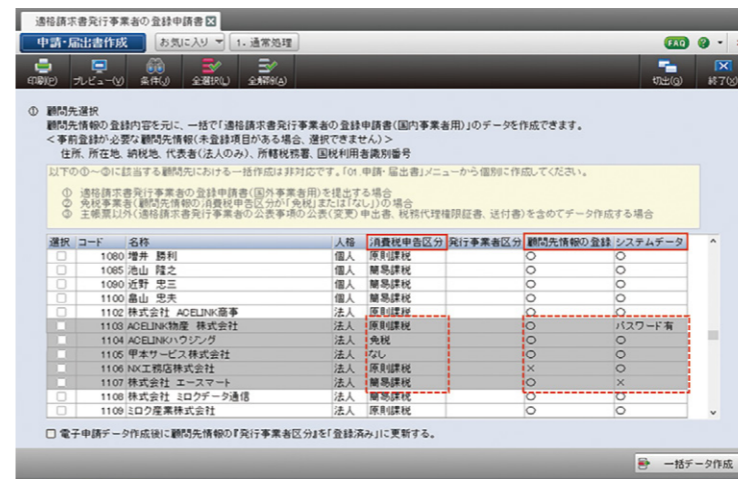 適格請求書発行事業者の登録申請書
申請・届出書作成 お気に入り 1.通常処理 FAQ
印刷(P) プレビュー(V) 条件(J) 全選択(L) 全解除(A) 切出(G) 終了(X)
① 顧問先選択
顧問先情報の登録内容を元に、一括で「適格請求書発行事業者の登録申請書(国内事業者用)」のデータを作成できます。
<事前登録が必要な顧問先情報(未登録項目がある場合、選択できません)>
住所、所在地、納税地、代表者(法人のみ)、所轄税務署、国税利用者識別番号
以下の①~③に該当する顧問先における一括作成は非対応です。「01.申請・届出書」メニューから個別に作成してください。
① 適格請求書発行事業者の登録申請書(国外事業者用)を提出する場合
② 免税事業者(顧問先情報の消費税申告区分が「免税」または「なし」)の場合
③ 主帳票以外(適格請求書発行事業者の公表事項の公表(変更)申出書、税務代理権限証書、送付書)を含めてデータ作成する場合
選択 コード 名称 人格 消費税申告区分 発行事業者区分 顧問先情報の登録 システムデータ
1080 増井 勝利 個人 原則課税 ○ ○
1085 池山 隆之 個人 簡易課税 ○ ○
1090 近野 忠三 個人 簡易課税 ○ ○
1100 畠山 忠夫 個人 簡易課税 ○ ○
1102 株式会社 ACELINK商事 法人 原則課税 ○ ○
1103 ACELINK物産 株式会社 法人 原則課税 ○ パスワード有
1104 ACELINKハウジング 法人 免税 ○ ○
1105 甲本サービス株式会社 法人 なし ○ ○
1106 NX工務店株式会社 法人 原則課税 × ○
1107 株式会社 エースマート 法人 簡易課税 ○ ×
1108 株式会社 ミロクデータ通信 法人 簡易課税 ○ ○
1109 ミロク産業株式会社 法人 原則課税 ○ ○
電子申請データ作成後に顧問先情報の『発行事業者区分』を「登録済み」に更新する。
一括データ作成